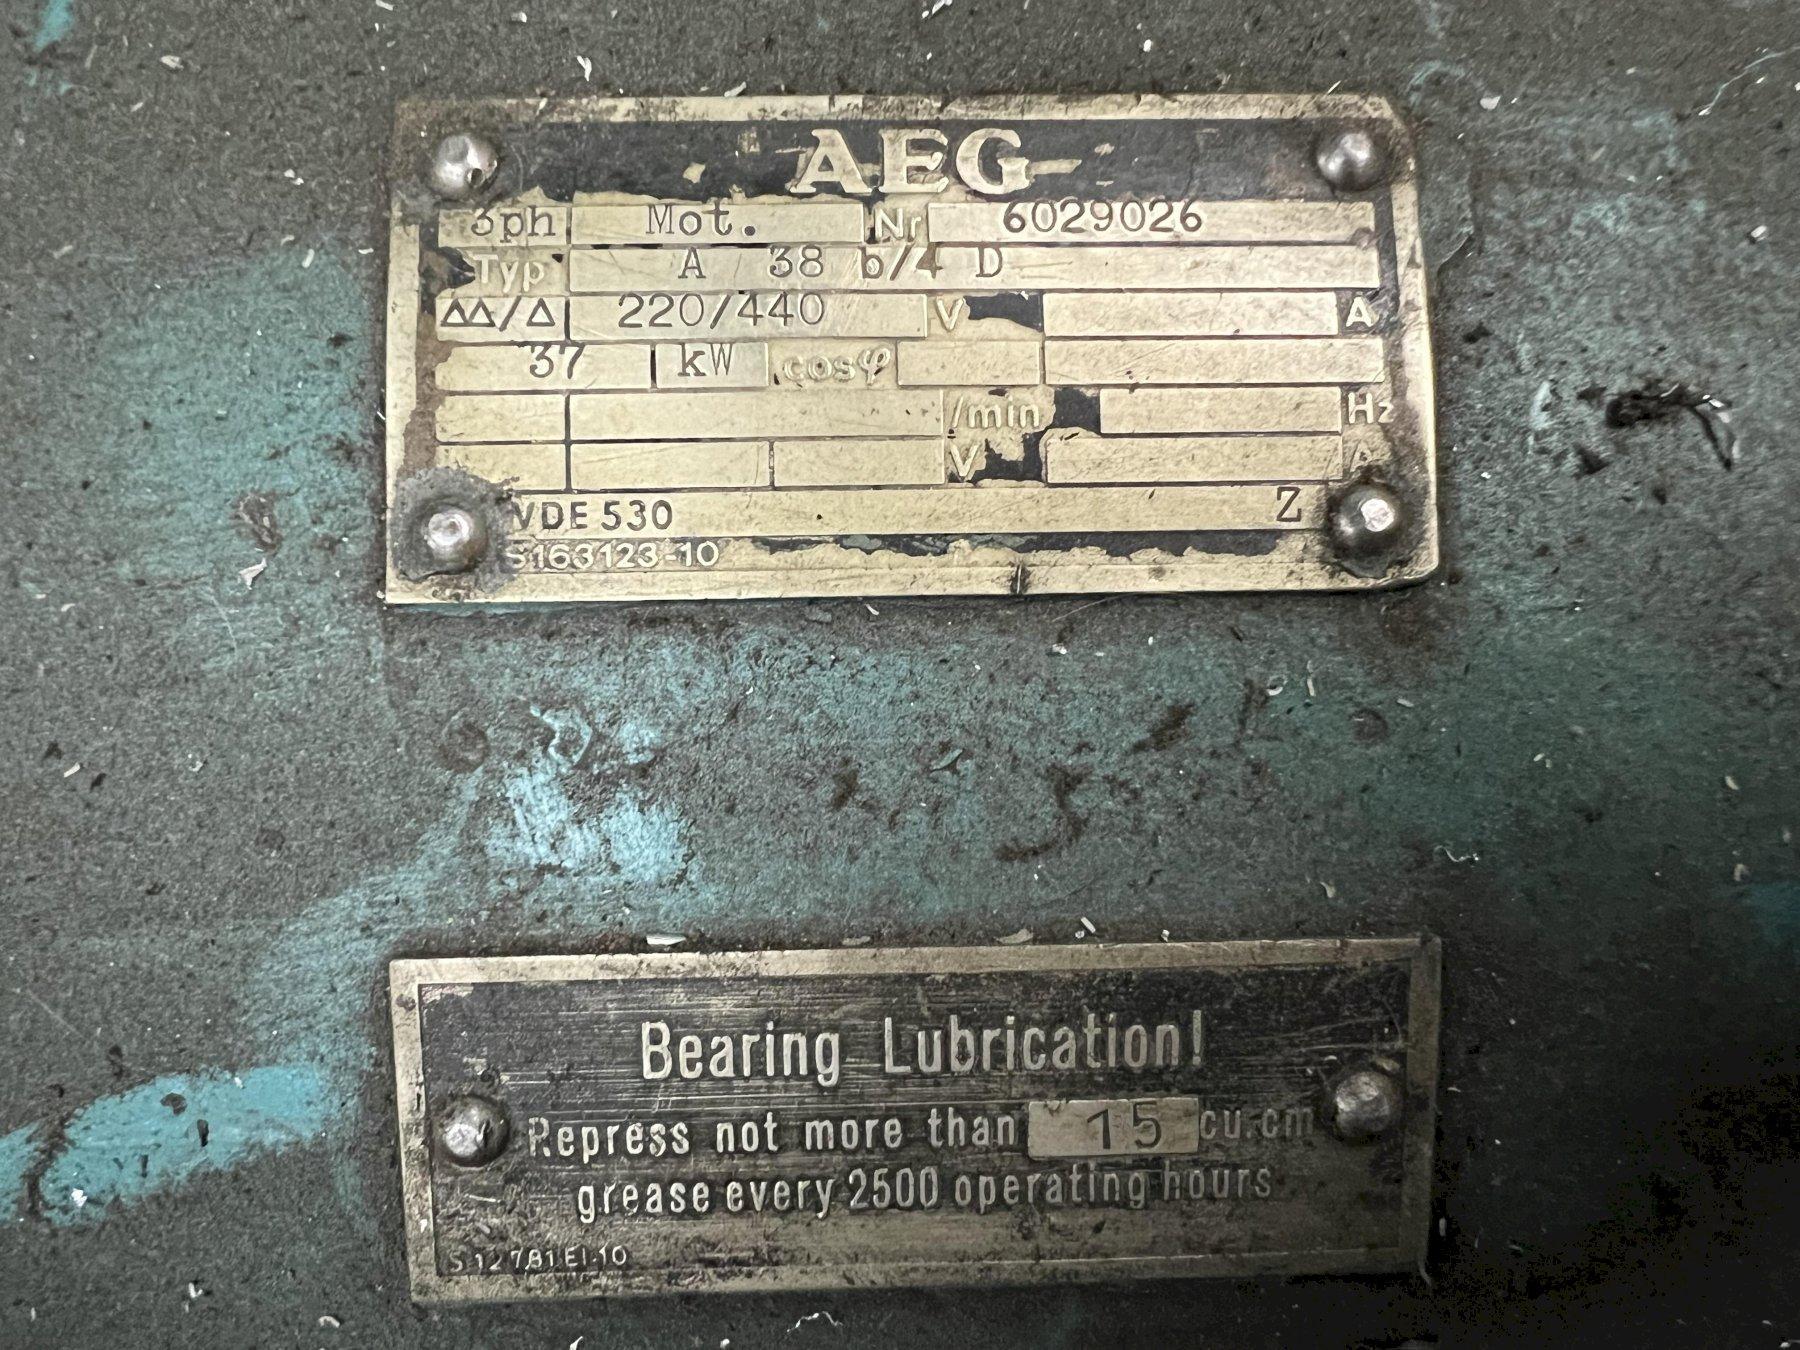 AEG
3ph Mot. Nr 6029026
Typ A 38 b/4 D
ΔΔ/Δ 220/440 V A
37 kW cosφ
/min Hz
V A
VDE 530 Z
S163123-10
Bearing Lubrication!
Repress not more than 15 cu.cm
grease every 2500 operating hours
S 12 781 El-10